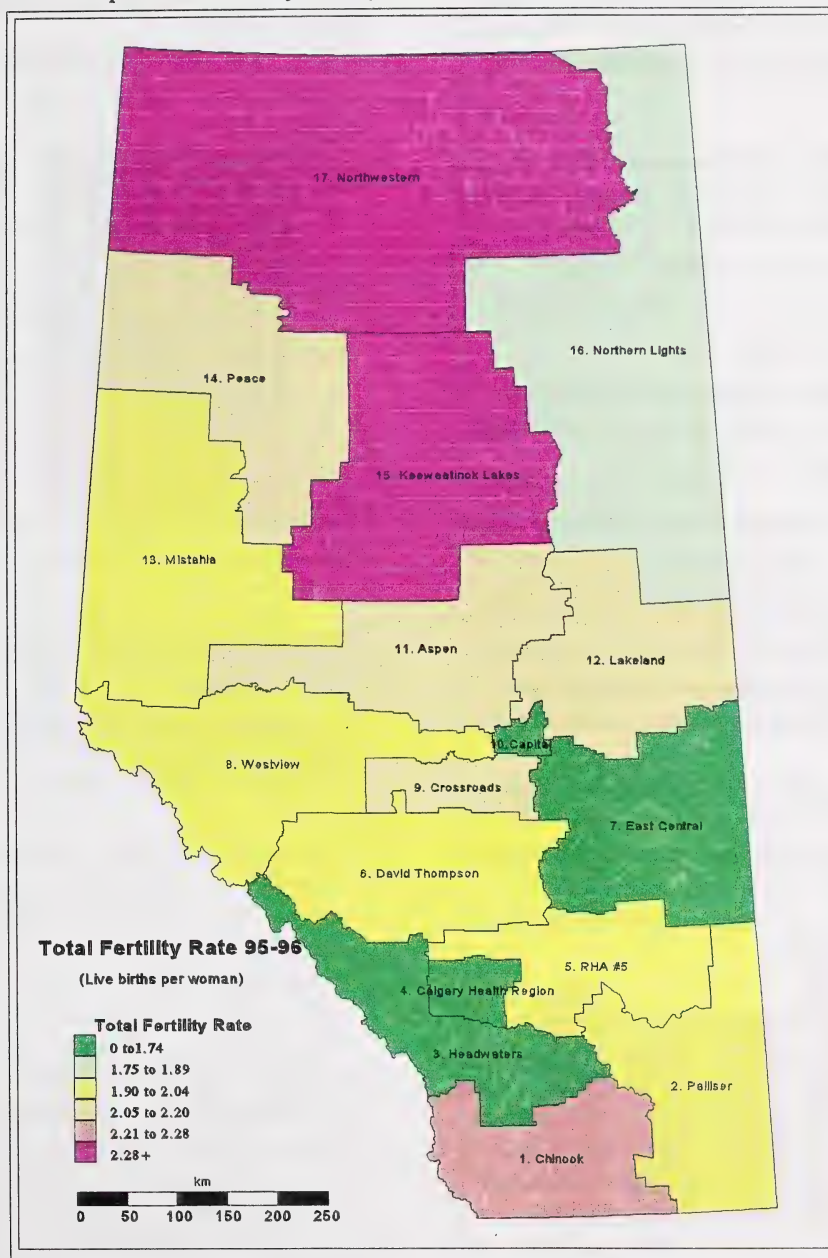 17. Northwestern
16. Northern Lights
14. Peace
15. Keeweetinok Lakes
13. Mistahia
11. Aspen
12. Lakeland
10. Capital
8. Westview
9. Crossroads
7. East Central
6. David Thompson
Total Fertility Rate 95-96
(Live births per woman)
5. RHA #5
4. Calgary Health Region
3. Headwaters
2. Palliser
1. Chinook
Total Fertility Rate
0 to1.74
1.75 to 1.89
1.90 to 2.04
2.05 to 2.20
2.21 to 2.28
2.28+
km
0 50 100 150 200 250